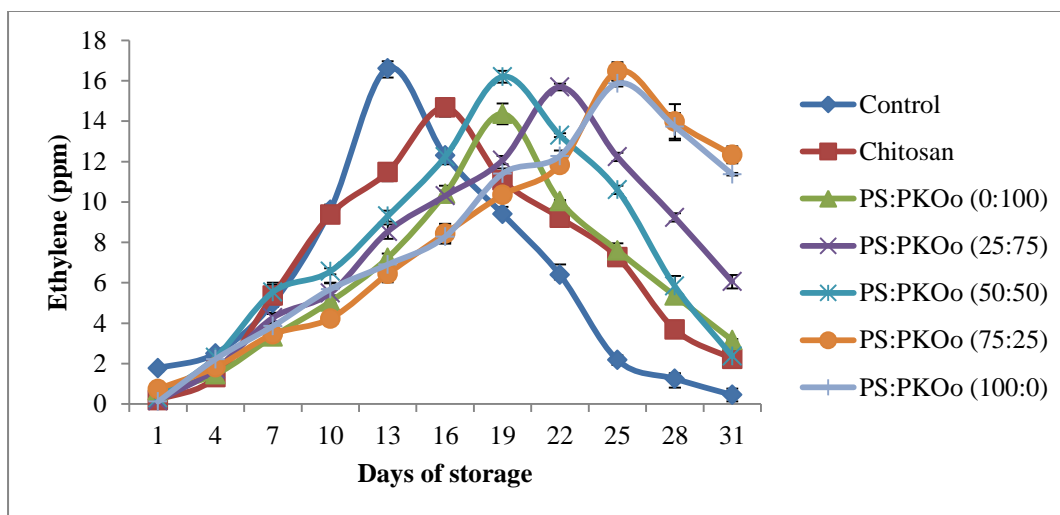 18
16
14
12
10
8
6
4
2
0
Ethylene (ppm)
1 4 7 10 13 16 19 22 25 28 31
Days of storage
Control
Chitosan
PS:PKOo (0:100)
PS:PKOo (25:75)
PS:PKOo (50:50)
PS:PKOo (75:25)
PS:PKOo (100:0)